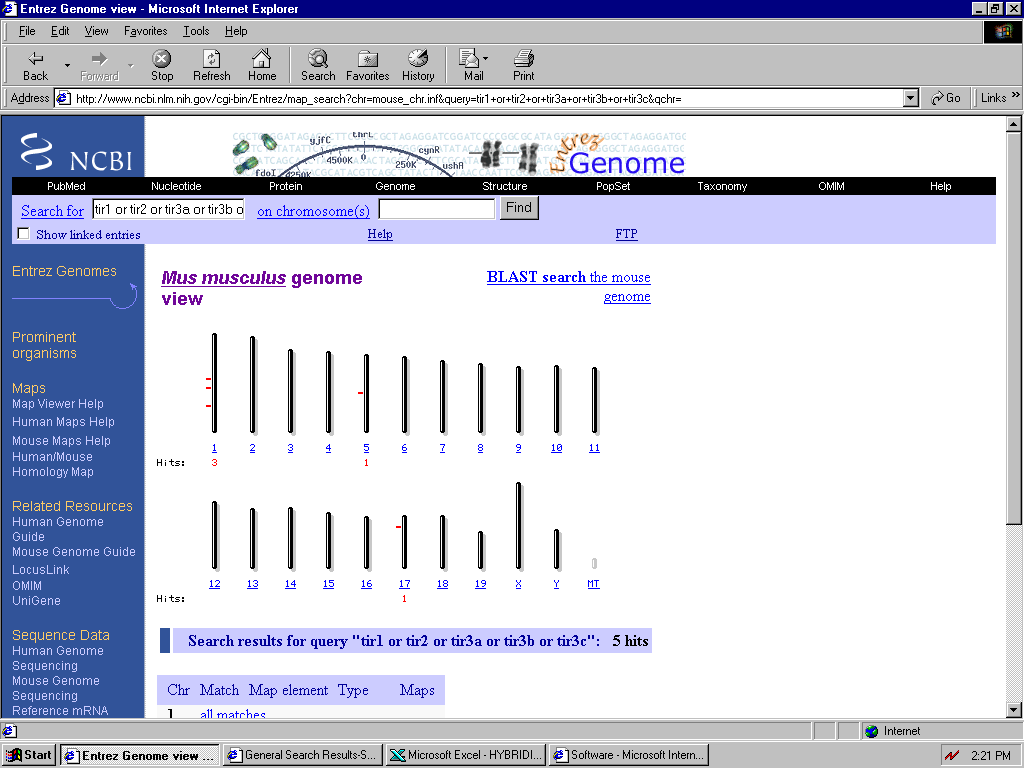 Entrez Genome view - Microsoft Internet Explorer
File Edit View Favorites Tools Help
Back Forward Stop Refresh Home Search Favorites History Mail Print
Address http://www.ncbi.nlm.nih.gov/cgi-bin/Entrez/map_search?chr=mouse_chr.inf&query=tir1+or+tir2+or+tir3a+or+tir3b+or+tir3c&qchr= Go Links »
NCBI
yjfC thrL cynR
4500K 0 250K ushA
fdoI 4250K
Entrez Genome
PubMed Nucleotide Protein Genome Structure PopSet Taxonomy OMIM Help
Search for tir1 or tir2 or tir3a or tir3b o on chromosome(s) Find
Show linked entries Help FTP
Entrez Genomes
Prominent
organisms
Maps
Map Viewer Help
Human Maps Help
Mouse Maps Help
Human/Mouse
Homology Map
Related Resources
Human Genome
Guide
Mouse Genome Guide
LocusLink
OMIM
UniGene
Sequence Data
Human Genome
Sequencing
Mouse Genome
Sequencing
Reference mRNA
Mus musculus genome
view
BLAST search the mouse
genome
1 2 3 4 5 6 7 8 9 10 11
Hits: 3 1
12 13 14 15 16 17 18 19 X Y MT
Hits: 1
Search results for query "tir1 or tir2 or tir3a or tir3b or tir3c": 5 hits
Chr Match Map element Type Maps
1 all matches
Internet
Start Entrez Genome view ... General Search Results-S... Microsoft Excel - HYBRIDI... Software - Microsoft Intern... 2:21 PM